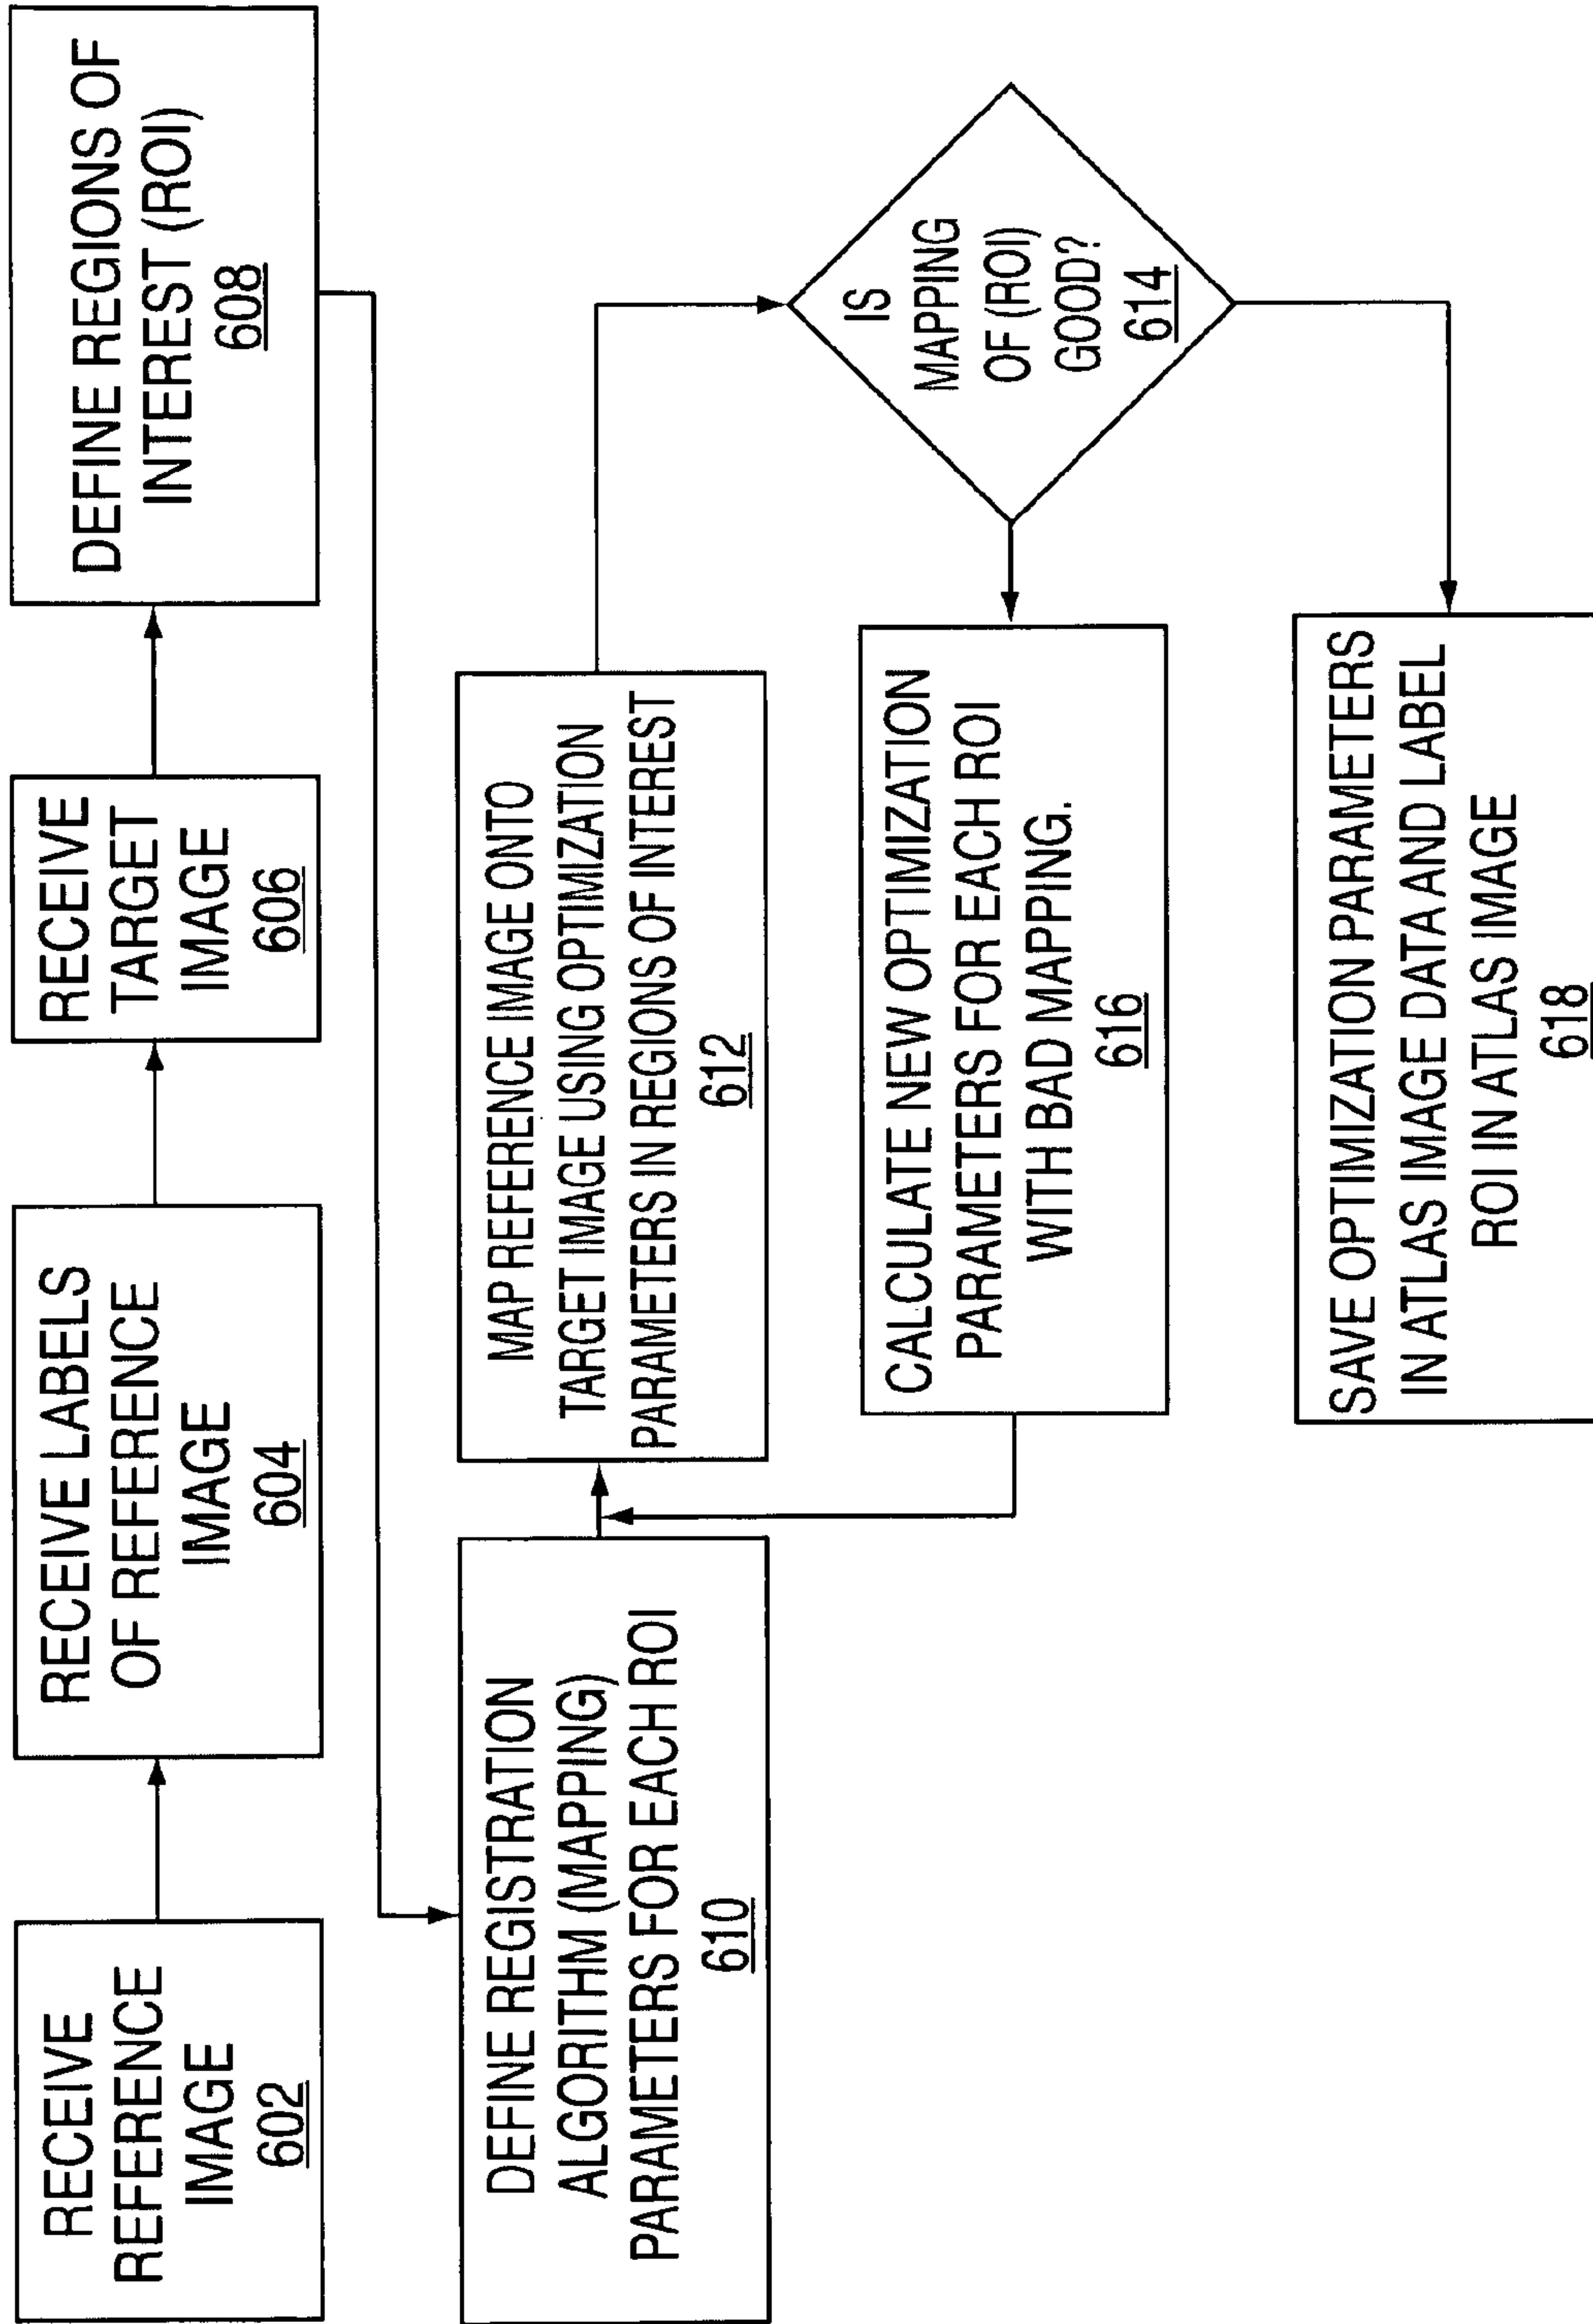 RECEIVE
REFERENCE
IMAGE
602
RECEIVE LABELS
OF REFERENCE
IMAGE
604
RECEIVE
TARGET
IMAGE
606
DEFINE REGIONS OF
INTEREST (ROI)
608
DEFINE REGISTRATION
ALGORITHM (MAPPING)
PARAMETERS FOR EACH ROI
610
MAP REFERENCE IMAGE ONTO
TARGET IMAGE USING OPTIMIZATION
PARAMETERS IN REGIONS OF INTEREST
612
IS
MAPPING
OF (ROI)
GOOD?
614
CALCULATE NEW OPTIMIZATION
PARAMETERS FOR EACH ROI
WITH BAD MAPPING.
616
SAVE OPTIMIZATION PARAMETERS
IN ATLAS IMAGE DATA AND LABEL
ROI IN ATLAS IMAGE
618